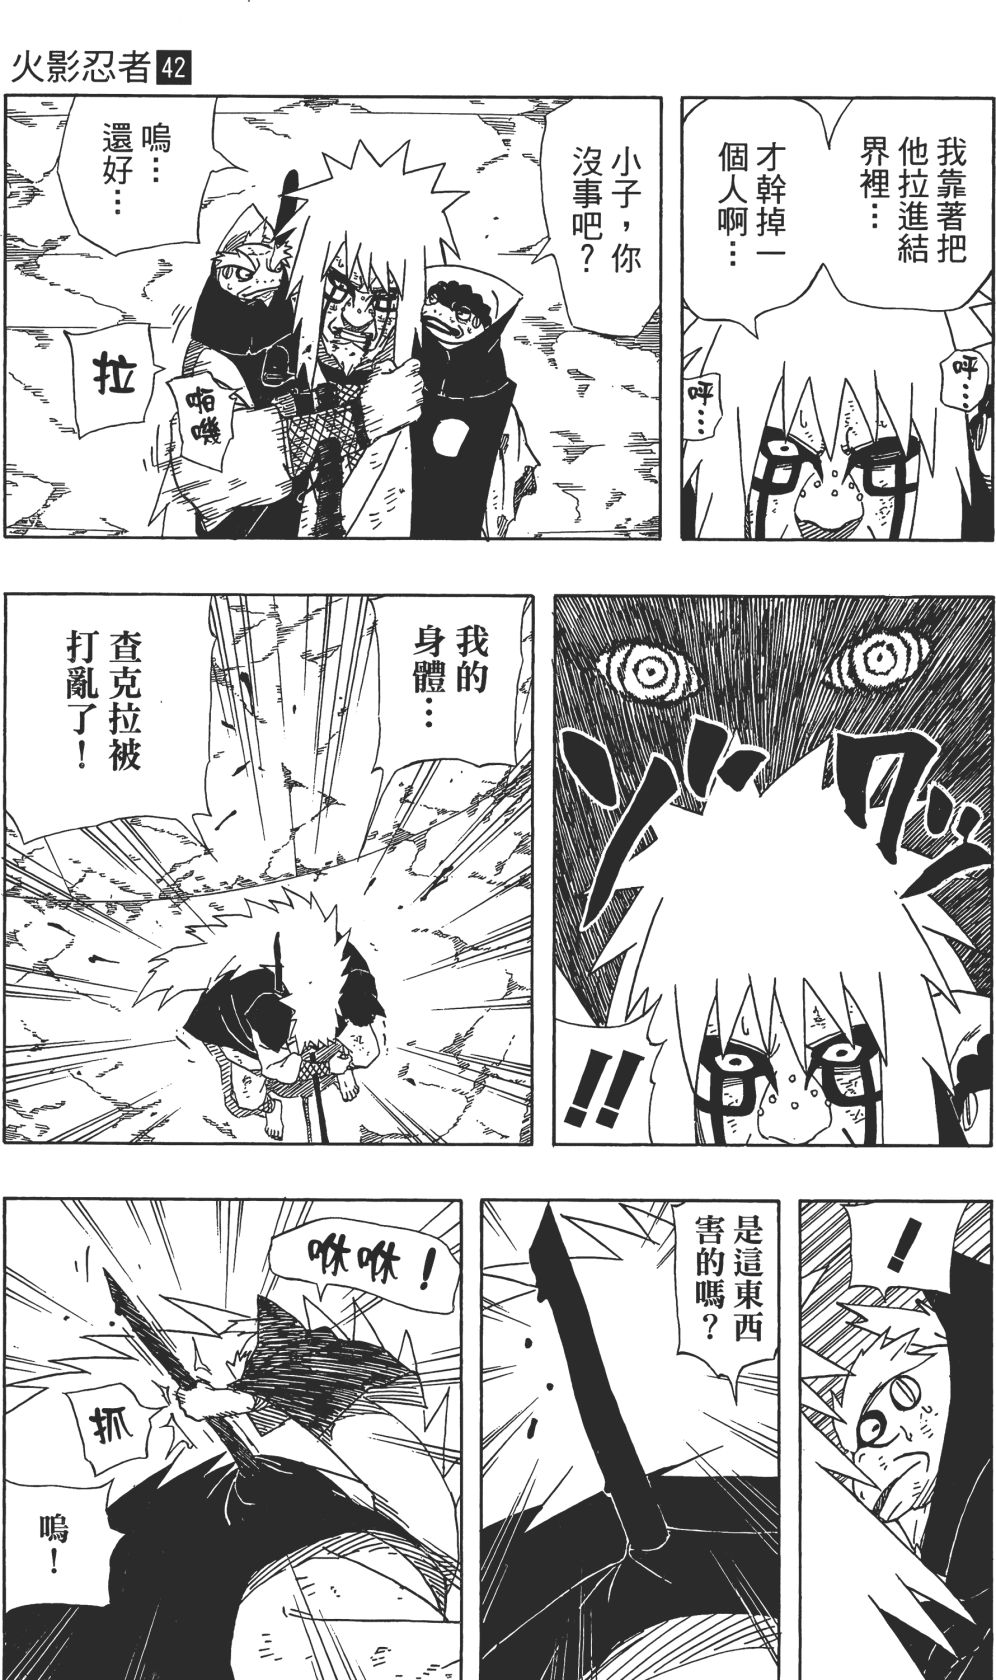 火影忍者42
我靠著把
他拉進結
界裡⋯
才幹掉一
個人啊⋯
呼⋯
呼⋯
小子，你
沒事吧？
嗚⋯
還好⋯
拉
嘰
ゾワッ
!!
我的
身體⋯
查克拉被
打亂了！
！
是這東西
害的嗎？
咻咻！
抓
嗚！